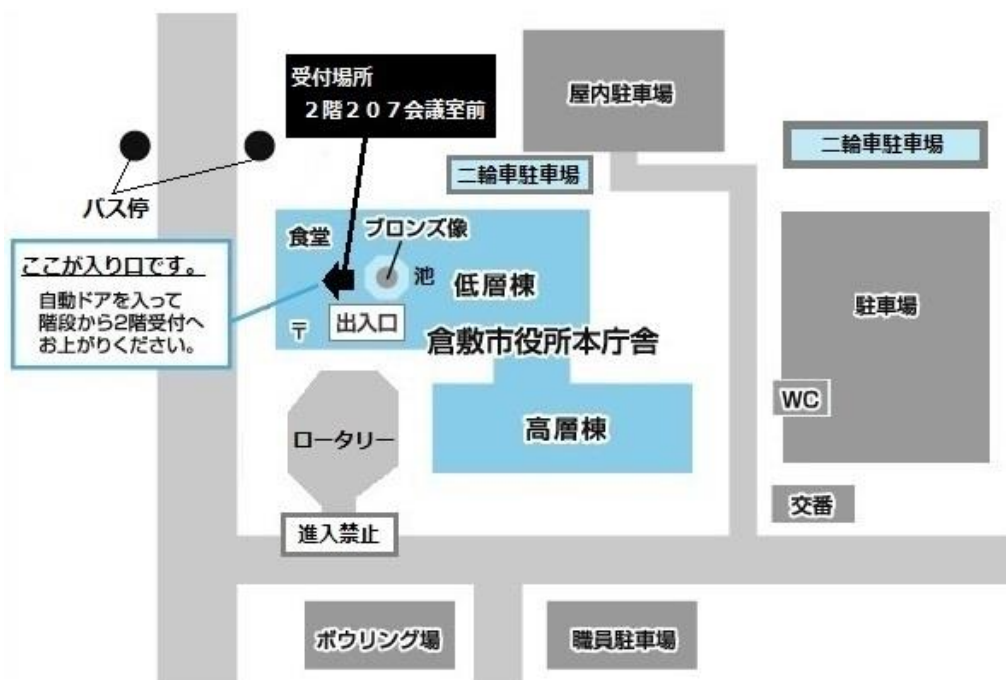 受付場所
２階２０７会議室前
屋内駐車場
二輪車駐車場
二輪車駐車場
バス停
食堂
ブロンズ像
池
低層棟
ここが入り口です。
自動ドアを入って
階段から2階受付へ
お上がりください。
〒
出入口
倉敷市役所本庁舎
駐車場
WC
高層棟
ロータリー
交番
進入禁止
ボウリング場
職員駐車場